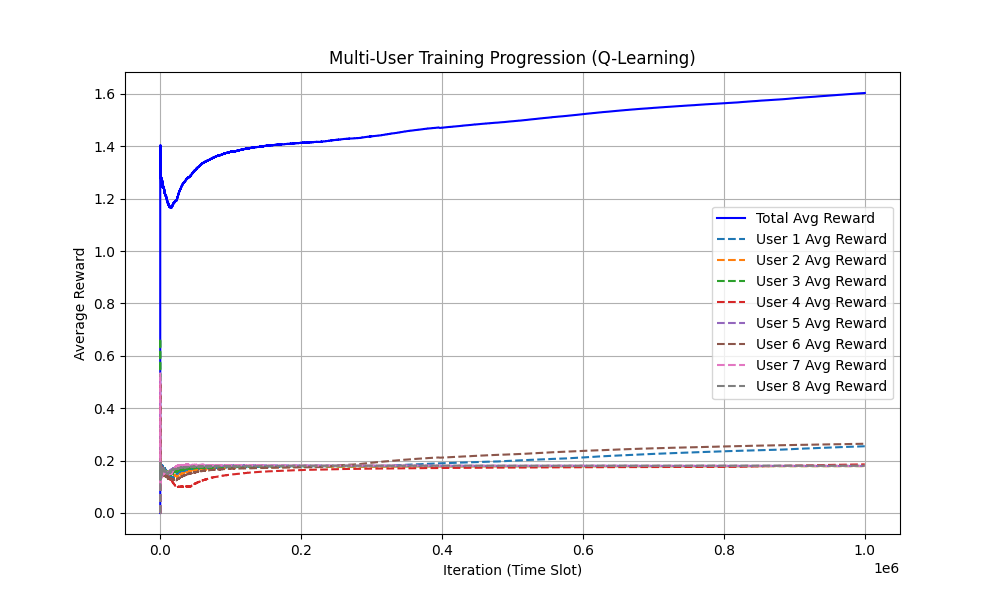 Multi-User Training Progression (Q-Learning)
Average Reward
1.6
1.4
1.2
1.0
0.8
0.6
0.4
0.2
0.0
Total Avg Reward
User 1 Avg Reward
User 2 Avg Reward
User 3 Avg Reward
User 4 Avg Reward
User 5 Avg Reward
User 6 Avg Reward
User 7 Avg Reward
User 8 Avg Reward
0.0 0.2 0.4 0.6 0.8 1.0
1e6
Iteration (Time Slot)